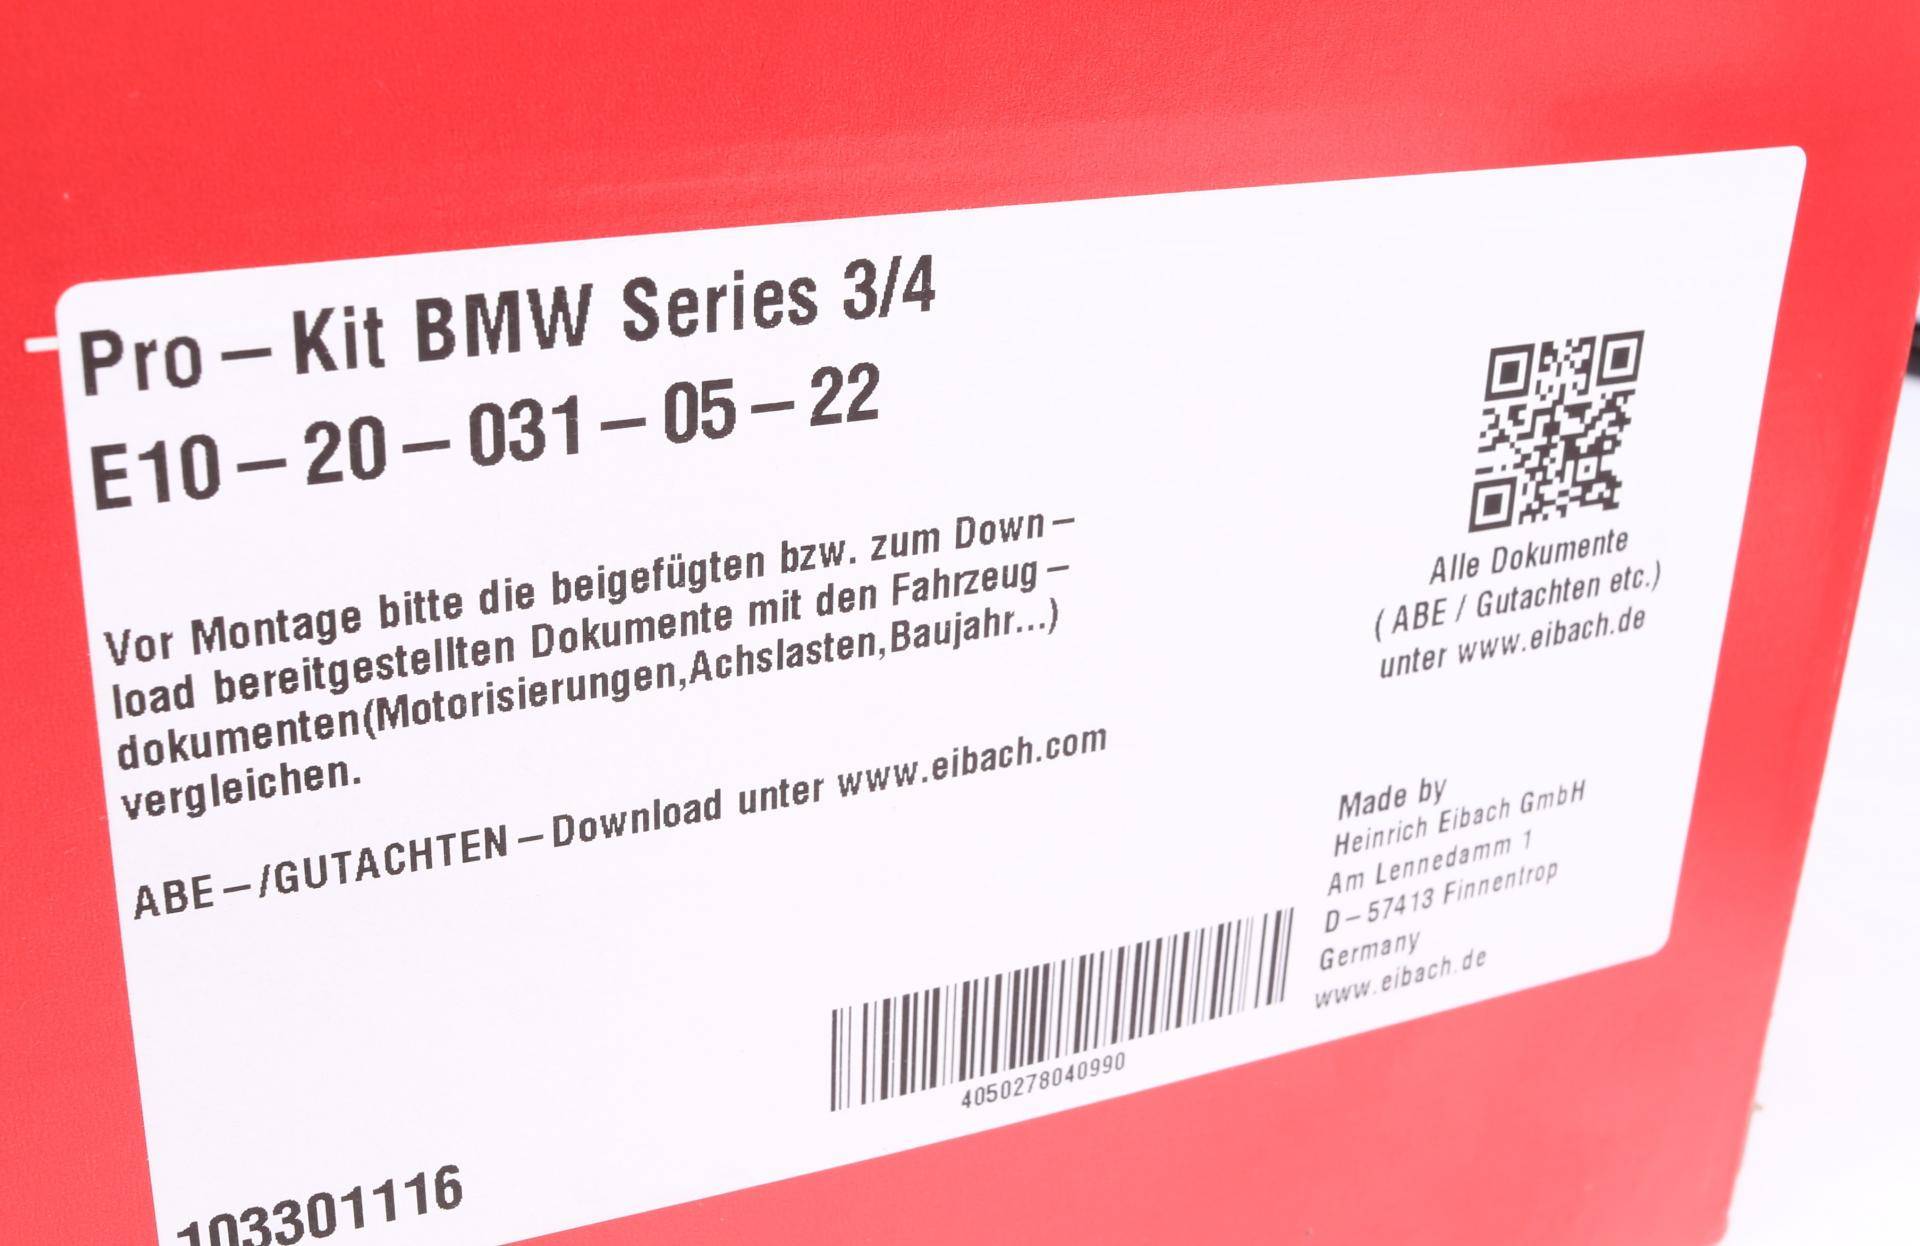 Pro-Kit BMW Series 3/4
E10-20-031-05-22
Vor Montage bitte die beigefügten bzw. zum Down-
load bereitgestellten Dokumente mit den Fahrzeug-
dokumenten(Motorisierungen,Achslasten,Baujahr...)
vergleichen.
ABE-/GUTACHTEN-Download unter www.eibach.com
Alle Dokumente
( ABE / Gutachten etc.)
unter www.eibach.de
Made by
Heinrich Eibach GmbH
Am Lennedamm 1
D-57413 Finnentrop
Germany
www.eibach.de
4050278040990
103301116